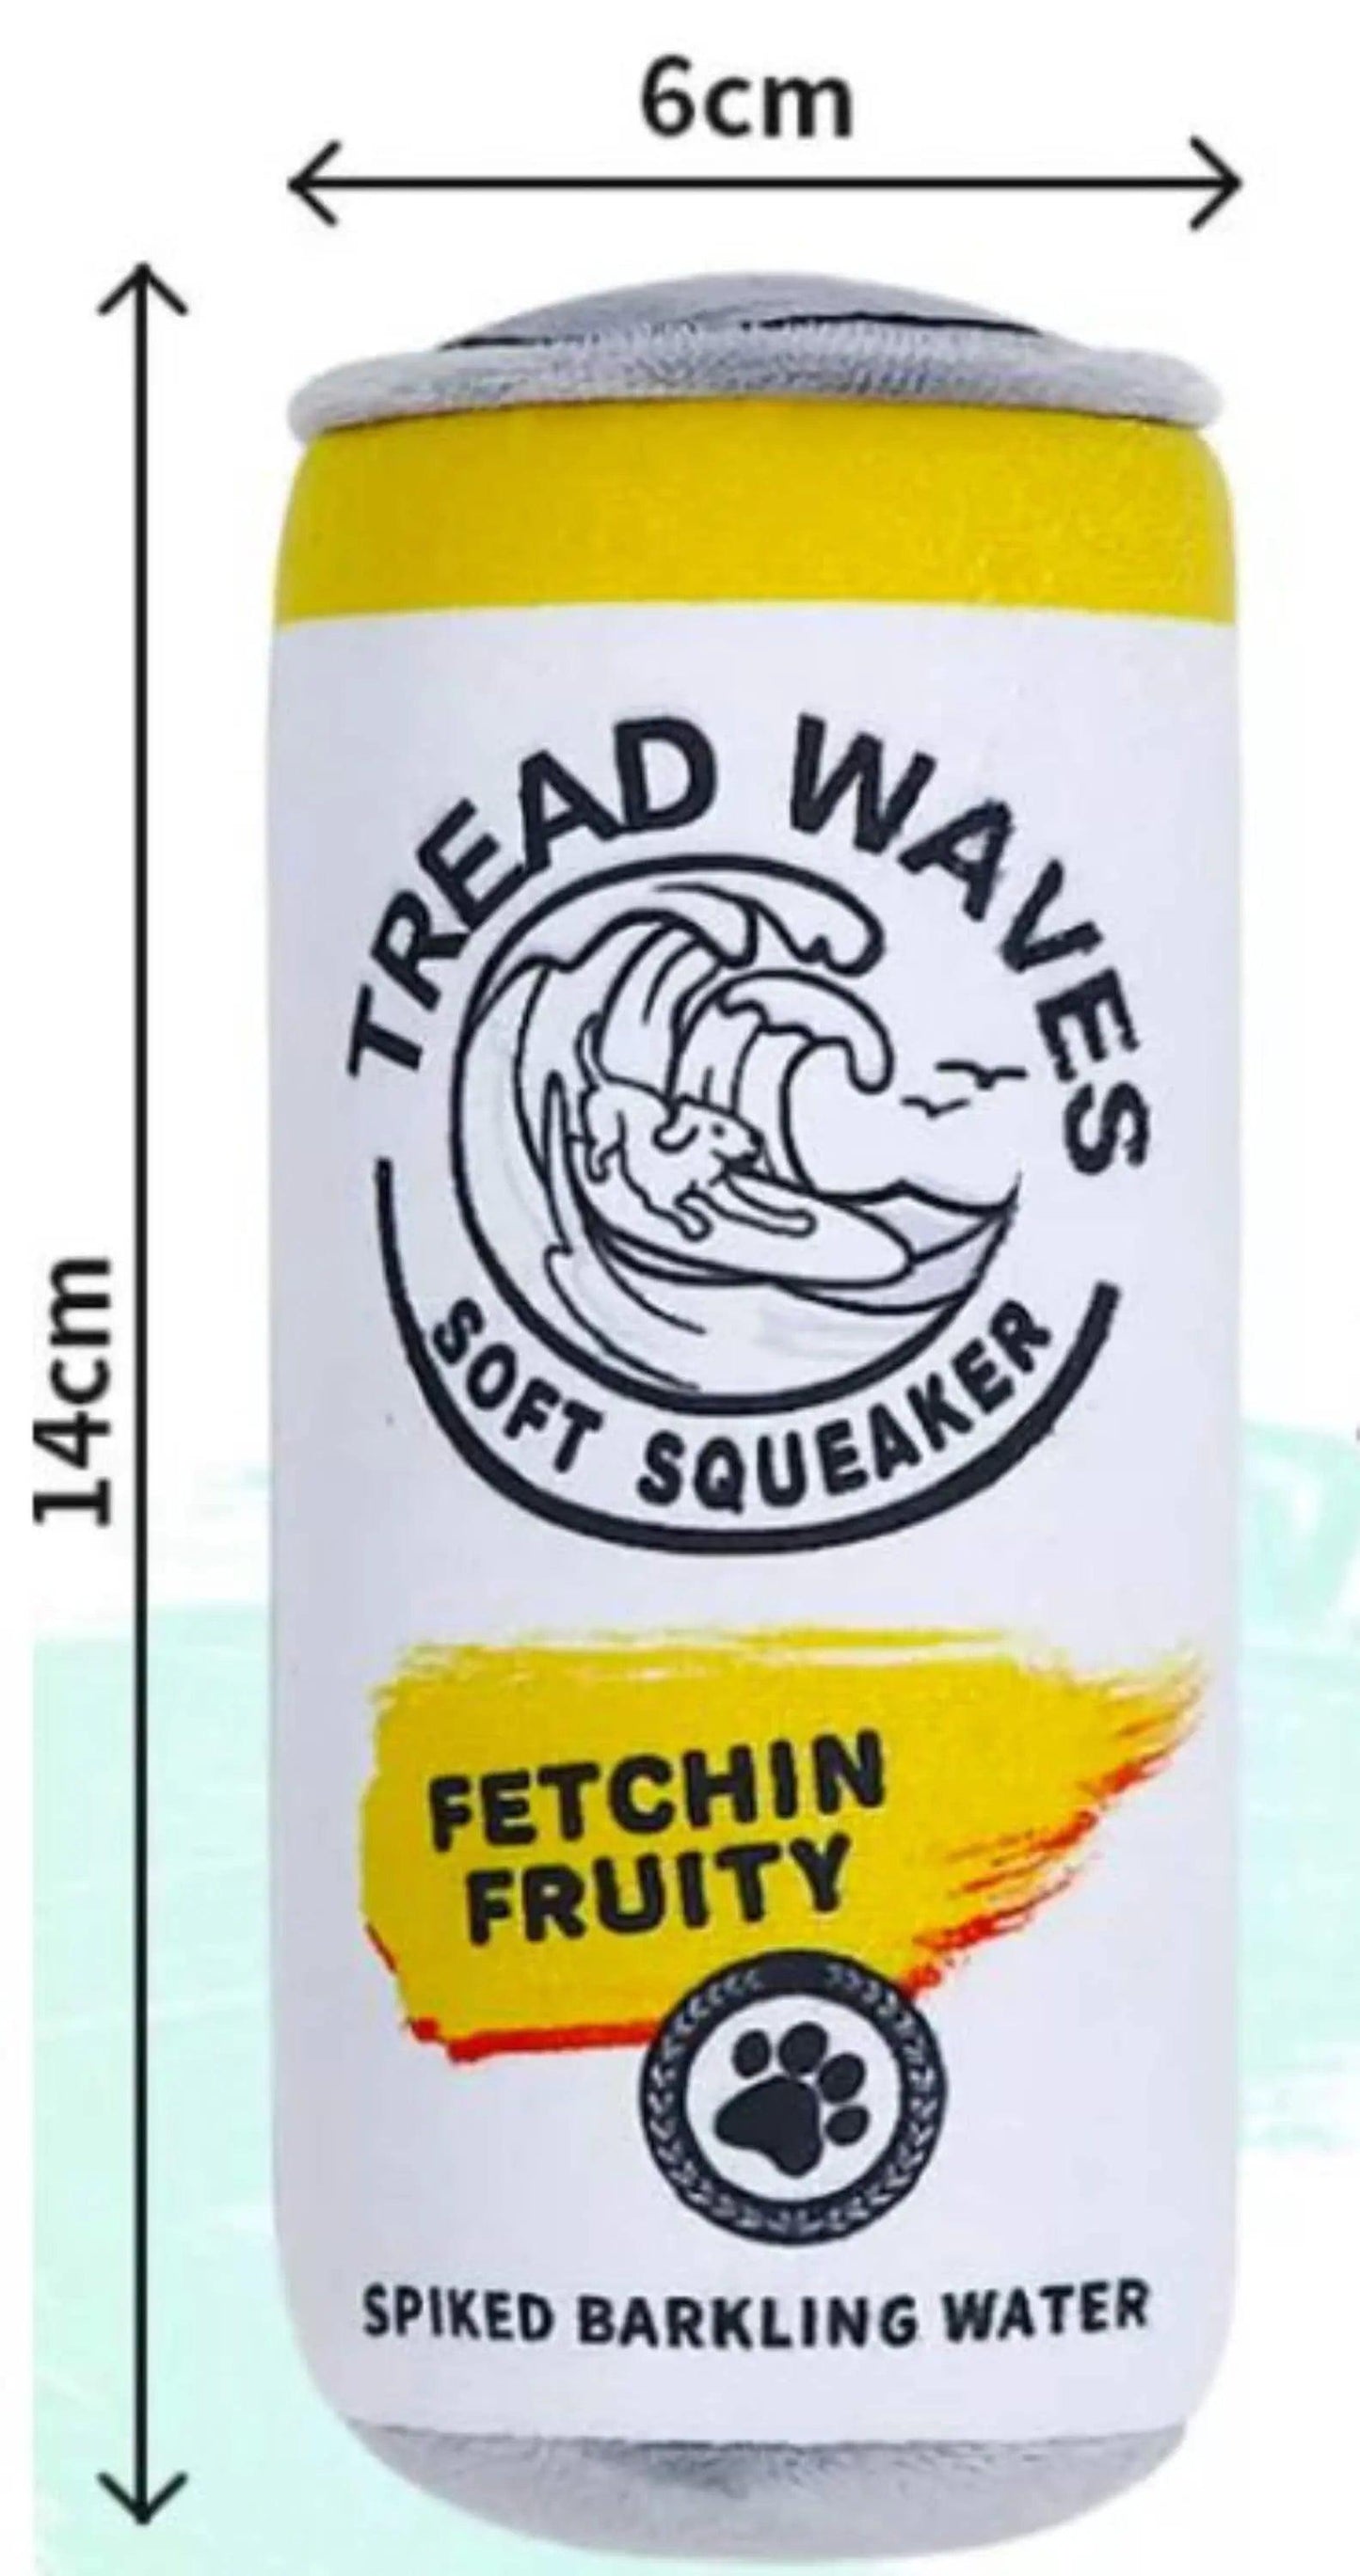 6cm
14cm
TREAD WAVES
SOFT SQUEAKER
FETCHIN
FRUITY
SPIKED BARKLING WATER